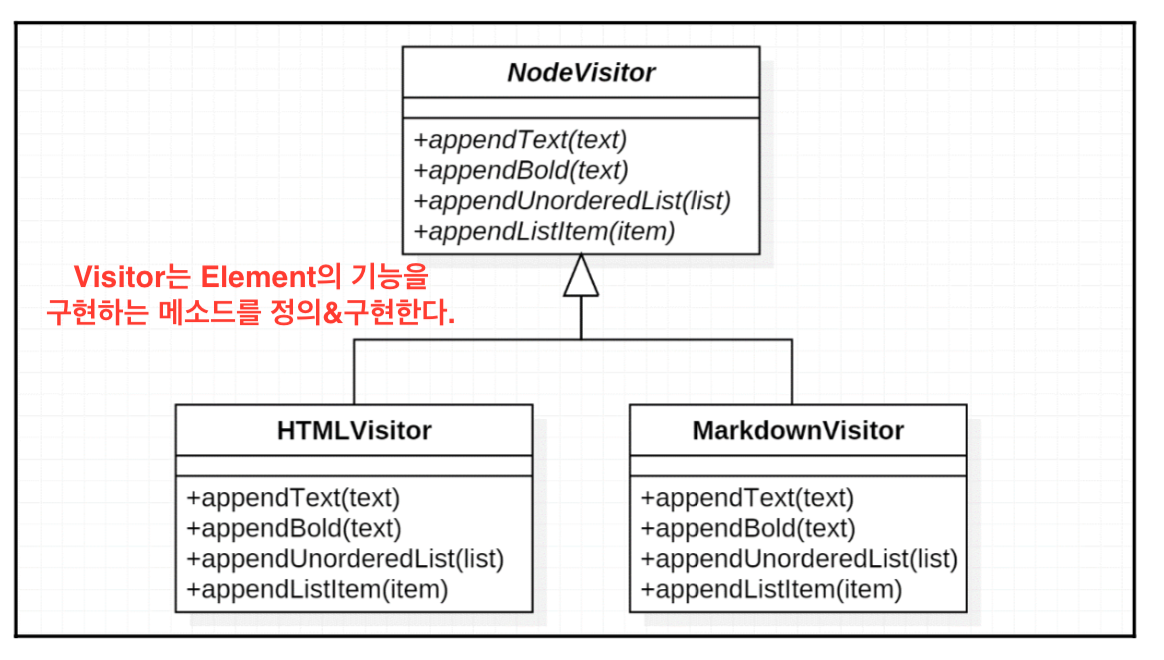 NodeVisitor
+appendText(text)
+appendBold(text)
+appendUnorderedList(list)
+appendListItem(item)
Visitor는 Element의 기능을
구현하는 메소드를 정의&구현한다.
HTMLVisitor
+appendText(text)
+appendBold(text)
+appendUnorderedList(list)
+appendListItem(item)
MarkdownVisitor
+appendText(text)
+appendBold(text)
+appendUnorderedList(list)
+appendListItem(item)